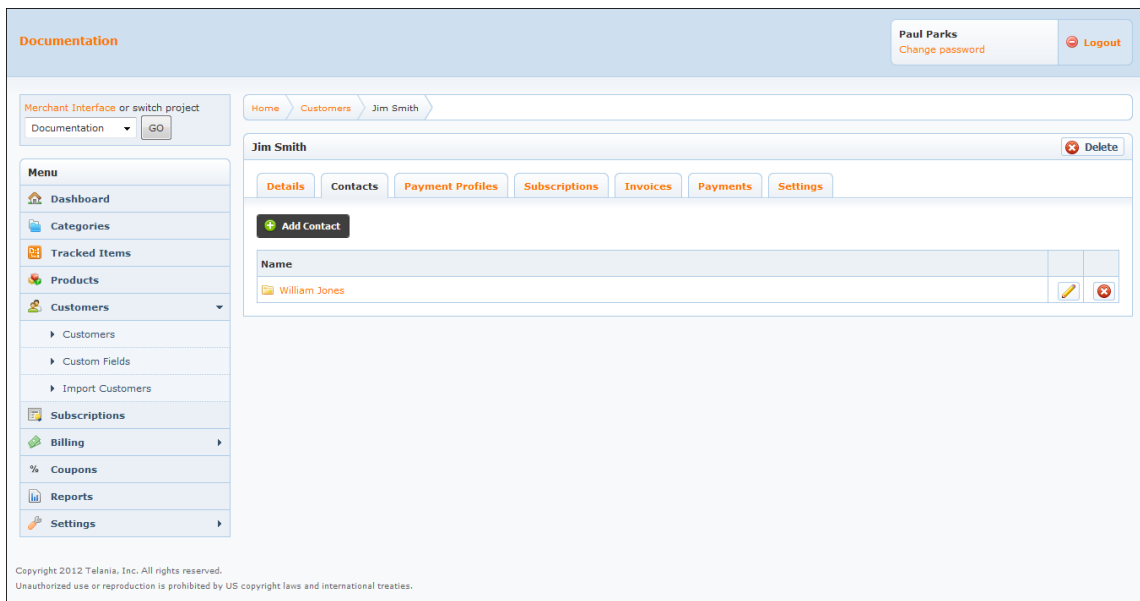 Documentation
Paul Parks
Change password
Logout
Merchant Interface or switch project
Documentation
GO
Home
Customers
Jim Smith
Jim Smith
Delete
Menu
Dashboard
Categories
Tracked Items
Products
Customers
Customers
Custom Fields
Import Customers
Subscriptions
Billing
% Coupons
Reports
Settings
Details
Contacts
Payment Profiles
Subscriptions
Invoices
Payments
Settings
Add Contact
Name
William Jones
Copyright 2012 Telania, Inc. All rights reserved.
Unauthorized use or reproduction is prohibited by US copyright laws and international treaties.